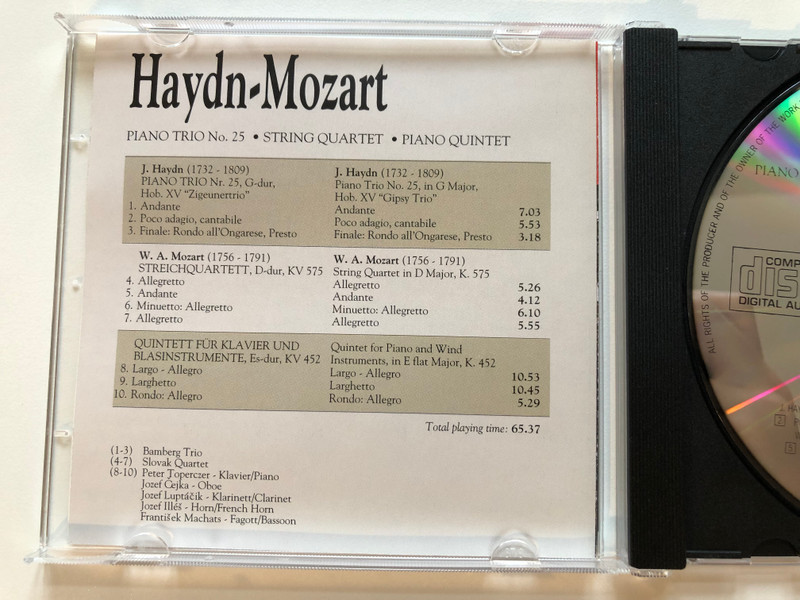 Haydn-Mozart
PIANO TRIO No. 25 • STRING QUARTET • PIANO QUINTET
J. Haydn (1732 - 1809)
PIANO TRIO Nr. 25, G-dur,
Hob. XV "Zigeunertrio"
1. Andante
2. Poco adagio, cantabile
3. Finale: Rondo all'Ongarese, Presto
J. Haydn (1732 - 1809)
Piano Trio No. 25, in G Major,
Hob. XV "Gipsy Trio"
Andante 7.03
Poco adagio, cantabile 5.53
Finale: Rondo all'Ongarese, Presto 3.18
W. A. Mozart (1756 - 1791)
STREICHQUARTETT, D-dur, KV 575
4. Allegretto
5. Andante
6. Minuetto: Allegretto
7. Allegretto
W. A. Mozart (1756 - 1791)
String Quartet in D Major, K. 575
Allegretto 5.26
Andante 4.12
Minuetto: Allegretto 6.10
Allegretto 5.55
QUINTETT FÜR KLAVIER UND
BLASINSTRUMENTE, Es-dur, KV 452
8. Largo - Allegro
9. Larghetto
10. Rondo: Allegro
Quintet for Piano and Wind
Instruments, in E flat Major, K. 452
Largo - Allegro 10.53
Larghetto 10.45
Rondo: Allegro 5.29
Total playing time: 65.37
(1-3) Bamberg Trio
(4-7) Slovak Quartet
(8-10) Peter Toperczer - Klavier/Piano
Jozef Čejka - Oboe
Jozef Luptáčik - Klarinett/Clarinet
Jozef Illéš - Horn/French Horn
František Machats - Fagott/Bassoon
ALL RIGHTS OF THE PRODUCER AND OF THE OWNER OF THE WORK
PIANO
COMP
dis
DIGITAL AU